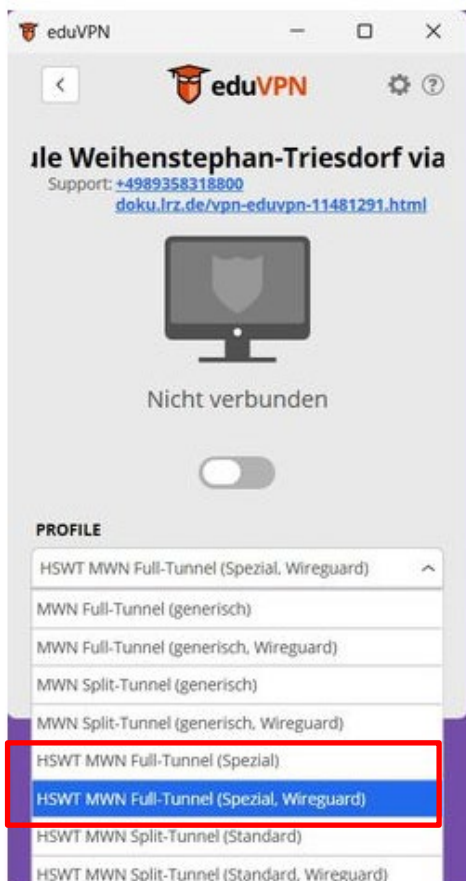 eduVPN
eduVPN
ule Weihenstephan-Triesdorf via
Support: +4989358318800
doku.lrz.de/vpn-eduvpn-11481291.html
Nicht verbunden
PROFILE
HSWT MWN Full-Tunnel (Spezial, Wireguard)
MWN Full-Tunnel (generisch)
MWN Full-Tunnel (generisch, Wireguard)
MWN Split-Tunnel (generisch)
MWN Split-Tunnel (generisch, Wireguard)
HSWT MWN Full-Tunnel (Spezial)
HSWT MWN Full-Tunnel (Spezial, Wireguard)
HSWT MWN Split-Tunnel (Standard)
HSWT MWN Split-Tunnel (Standard, Wireguard)